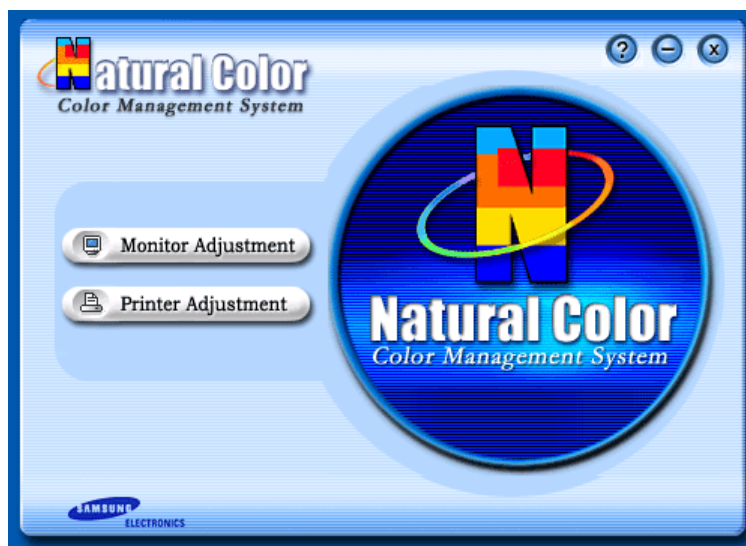 Natural Color
Color Management System
? – x
Monitor Adjustment
Printer Adjustment
N
Natural Color
Color Management System
SAMSUNG
ELECTRONICS